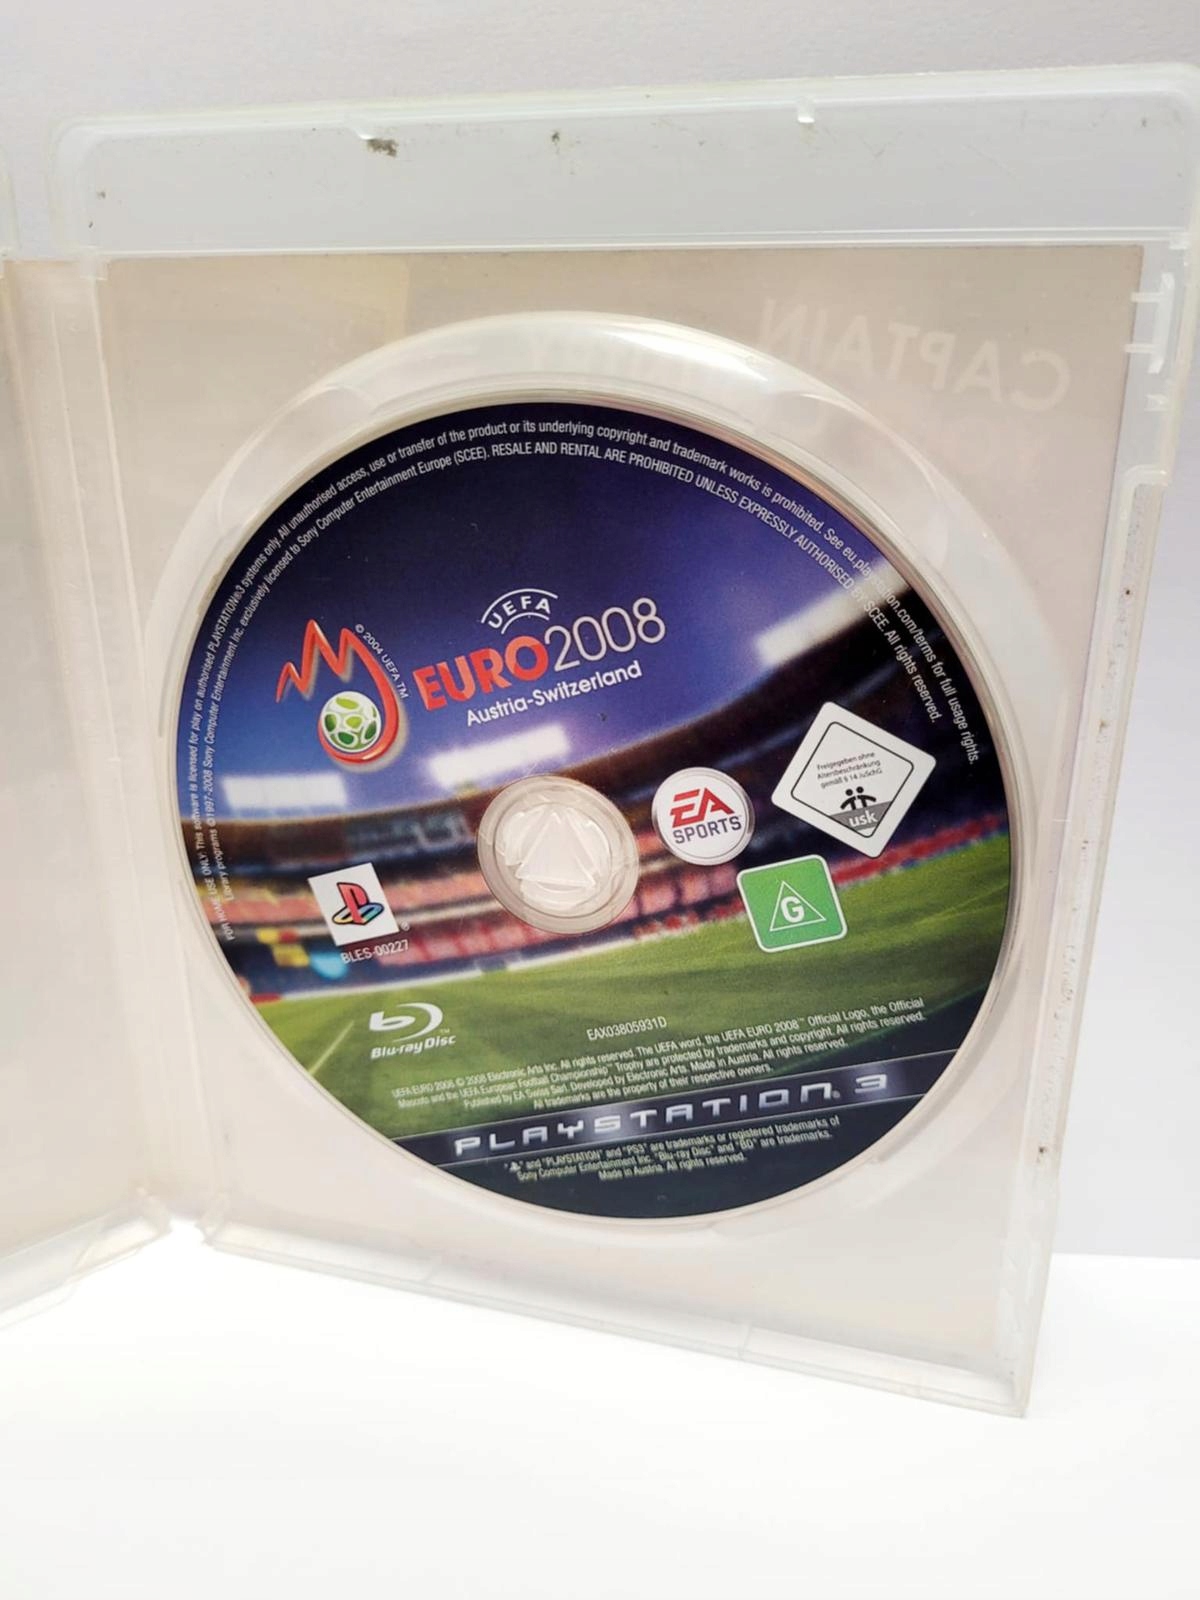 CAPTAIN
FOR HOME USE ONLY: This software is licensed for play on authorised PLAYSTATION®3 systems only. All unauthorised access, use or transfer of the product or its underlying copyright and trademark works is prohibited. See eu.playstation.com/terms for full usage rights.
Library programs ©1997-2008 Sony Computer Entertainment Inc. exclusively licensed to Sony Computer Entertainment Europe (SCEE). RESALE AND RENTAL ARE PROHIBITED UNLESS EXPRESSLY AUTHORISED BY SCEE. All rights reserved.
UEFA
EURO2008
Austria-Switzerland
© 2004 UEFA TM
Freigegeben ohne
Altersbeschränkung
gemäß § 14 JuSchG
usk
EA
SPORTS™
G
®
BLES-00227
Blu-ray Disc™
EAX03805931D
UEFA EURO 2008 © 2008 Electronic Arts Inc. All rights reserved. The UEFA word, the UEFA EURO 2008™ Official Logo, the Official
Mascots and the UEFA European Football Championship™ Trophy are protected by trademarks and copyright. All rights reserved.
Published by EA Swiss Sarl. Developed by Electronic Arts. Made in Austria. All rights reserved.
All trademarks are the property of their respective owners.
PLAYSTATION®3
" " and "PLAYSTATION" and "PS3" are trademarks or registered trademarks of
Sony Computer Entertainment Inc. "Blu-ray Disc" and "BD" are trademarks.
Made in Austria. All rights reserved.